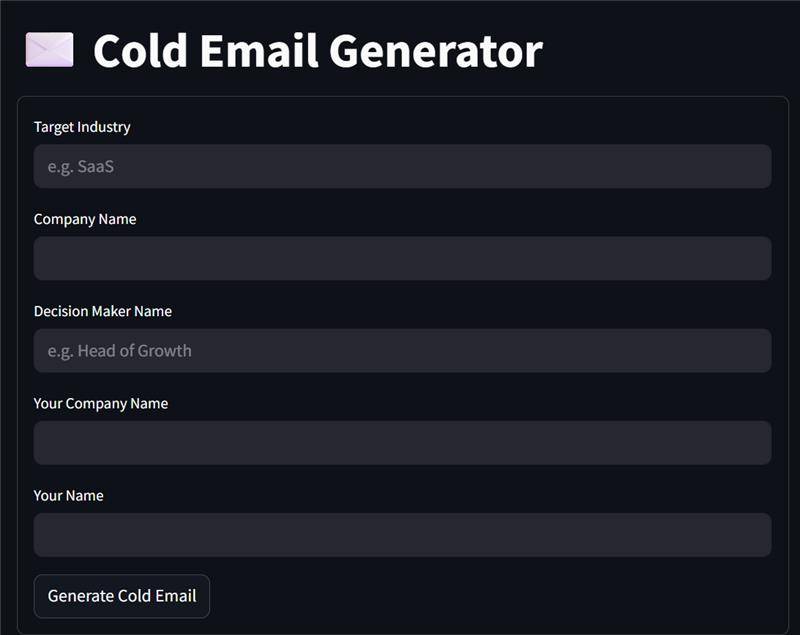 Cold Email Generator
Target Industry
e.g. SaaS
Company Name
Decision Maker Name
e.g. Head of Growth
Your Company Name
Your Name
Generate Cold Email